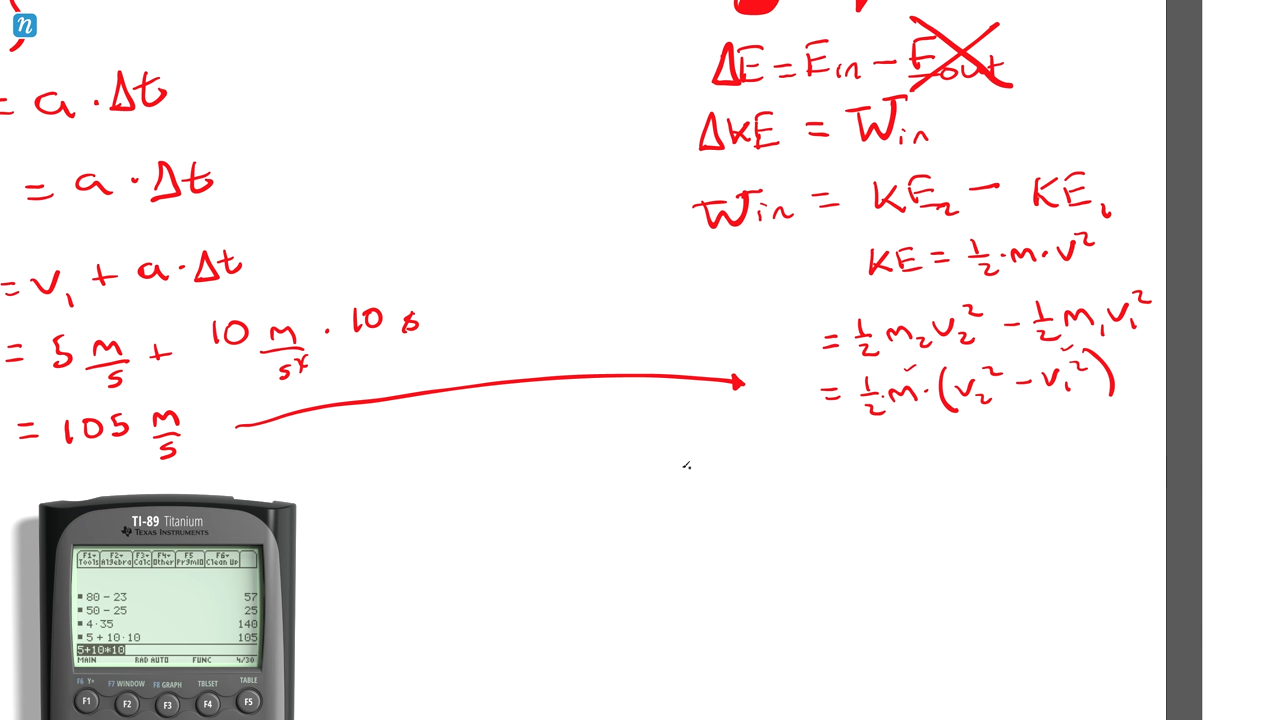 n
= a · Δt
= a · Δt
= v₁ + a · Δt
= 5 m/s + 10 m/s² · 10 s
= 105 m/s
ΔE = Ein − Eout
ΔKE = Win
Win = KE₂ − KE₁
KE = 1/2 · m · v²
= 1/2 m₂ v₂² − 1/2 m₁ v₁²
= 1/2 · m · (v₂² − v₁²)
TI-89 Titanium
TEXAS INSTRUMENTS
F1 Tools F2 Algebra F3 Calc F4 Other F5 PrgmIO F6 Clean Up
80 − 23 57
50 − 25 25
4 · 35 140
5 + 10 · 10 105
5+10*10
MAIN RAD AUTO FUNC 4/30
F6 Y= F7 WINDOW F8 GRAPH TBLSET TABLE
F1 F2 F3 F4 F5